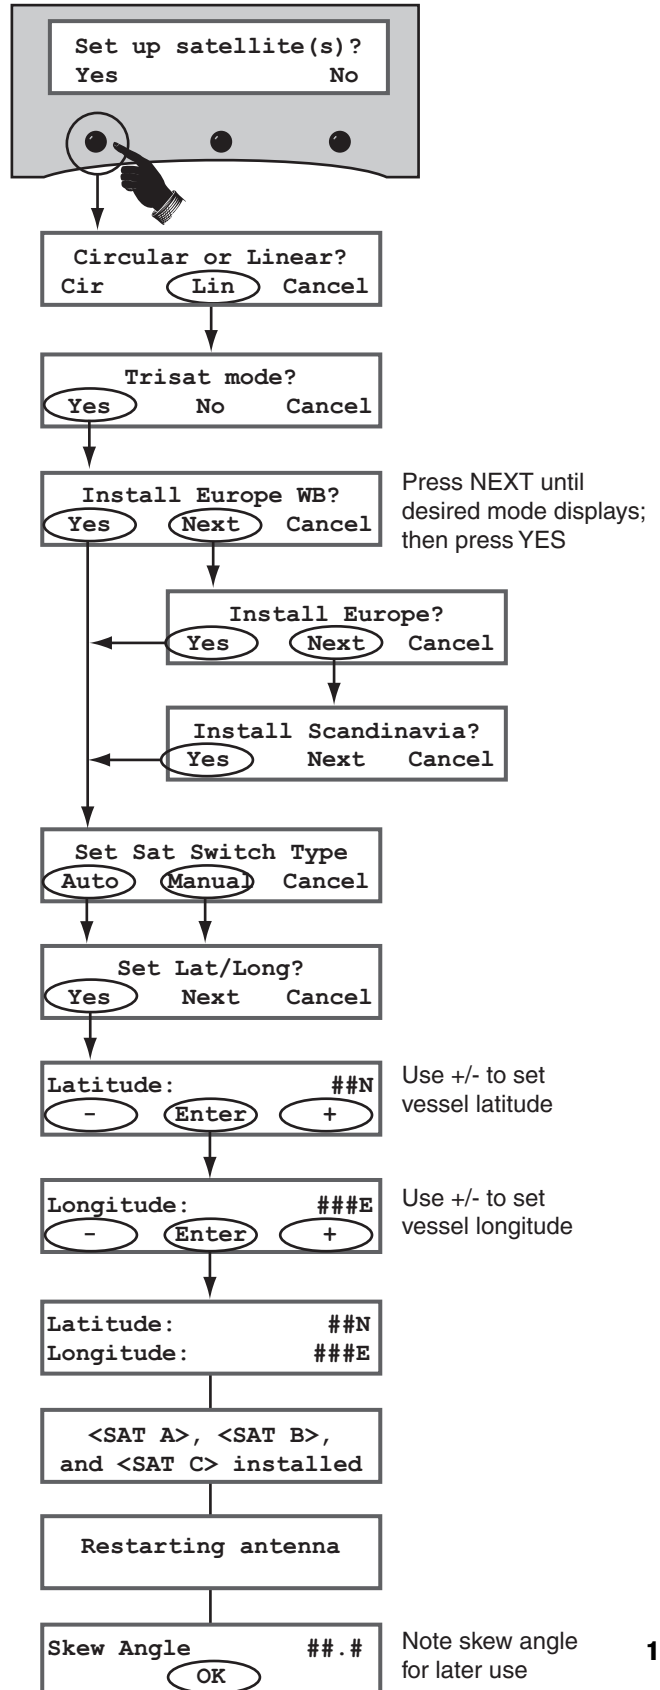 Set up satellite(s)?
Yes No
Circular or Linear?
Cir Lin Cancel
Trisat mode?
Yes No Cancel
Install Europe WB?
Yes Next Cancel
Press NEXT until
desired mode displays;
then press YES
Install Europe?
Yes Next Cancel
Install Scandinavia?
Yes Next Cancel
Set Sat Switch Type
Auto Manual Cancel
Set Lat/Long?
Yes Next Cancel
Latitude: ##N
- Enter +
Use +/- to set
vessel latitude
Longitude: ###E
- Enter +
Use +/- to set
vessel longitude
Latitude: ##N
Longitude: ###E
<SAT A>, <SAT B>,
and <SAT C> installed
Restarting antenna
Skew Angle ##.#
OK
Note skew angle
for later use
1